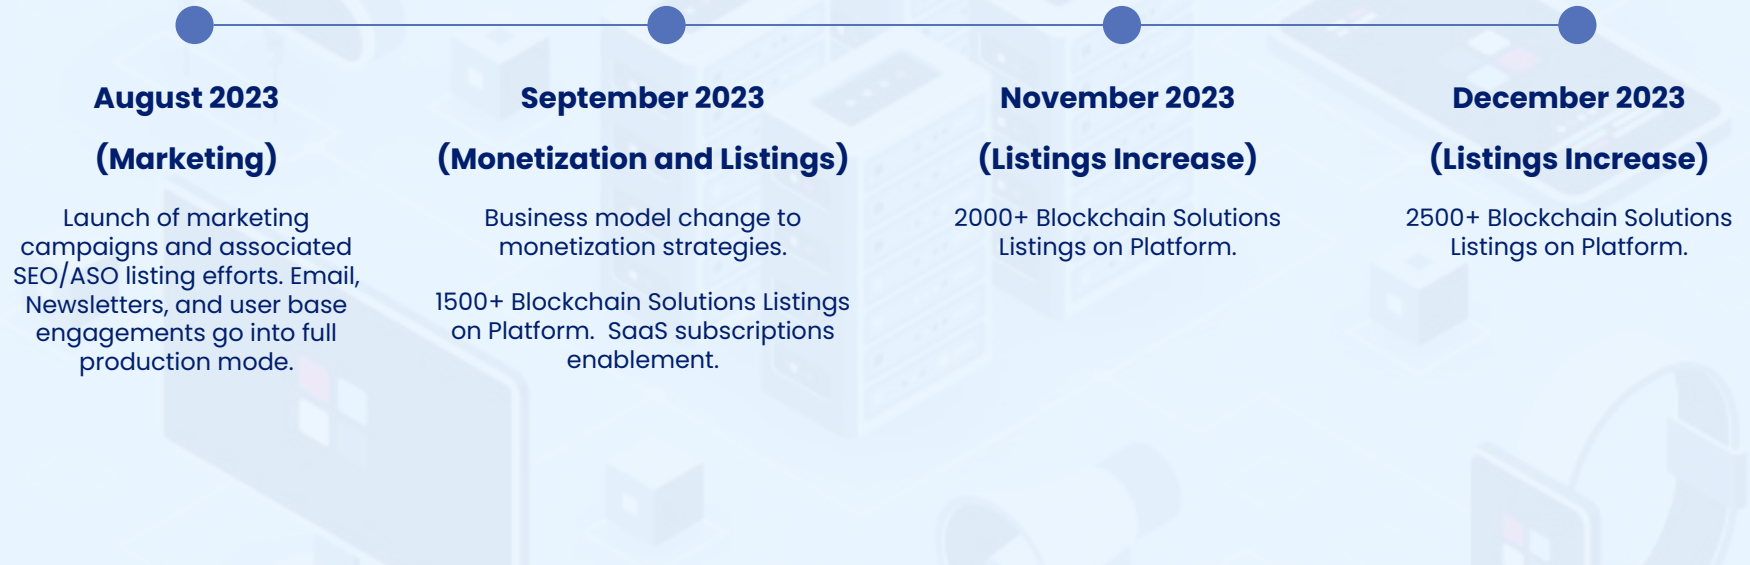 August 2023
(Marketing)
Launch of marketing
campaigns and associated
SEO/ASO listing efforts. Email,
Newsletters, and user base
engagements go into full
production mode.
September 2023
(Monetization and Listings)
Business model change to
monetization strategies.
1500+ Blockchain Solutions Listings
on Platform.  SaaS subscriptions
enablement.
November 2023
(Listings Increase)
2000+ Blockchain Solutions
Listings on Platform.
December 2023
(Listings Increase)
2500+ Blockchain Solutions
Listings on Platform.